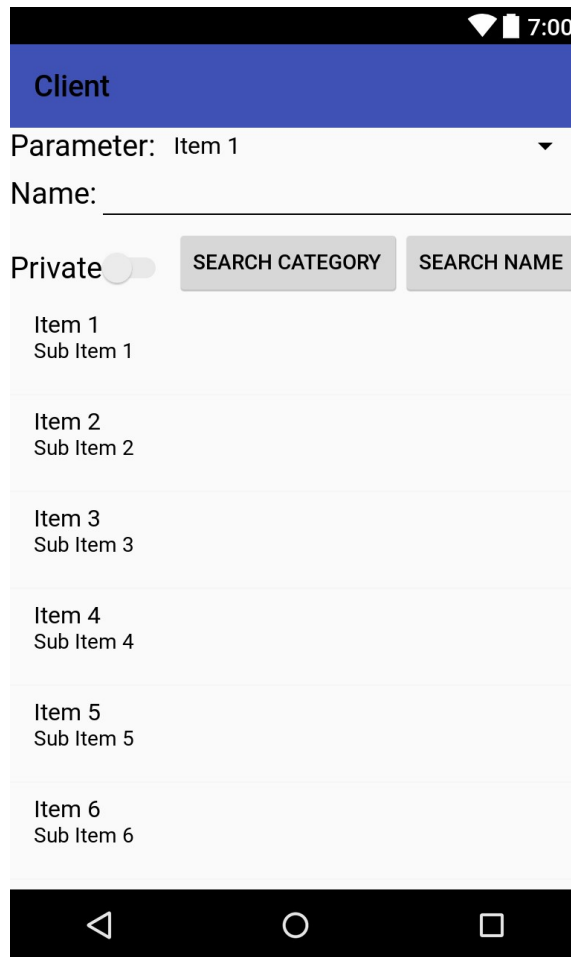 7:00
Client
Parameter: Item 1
Name:
Private SEARCH CATEGORY SEARCH NAME
Item 1
Sub Item 1
Item 2
Sub Item 2
Item 3
Sub Item 3
Item 4
Sub Item 4
Item 5
Sub Item 5
Item 6
Sub Item 6